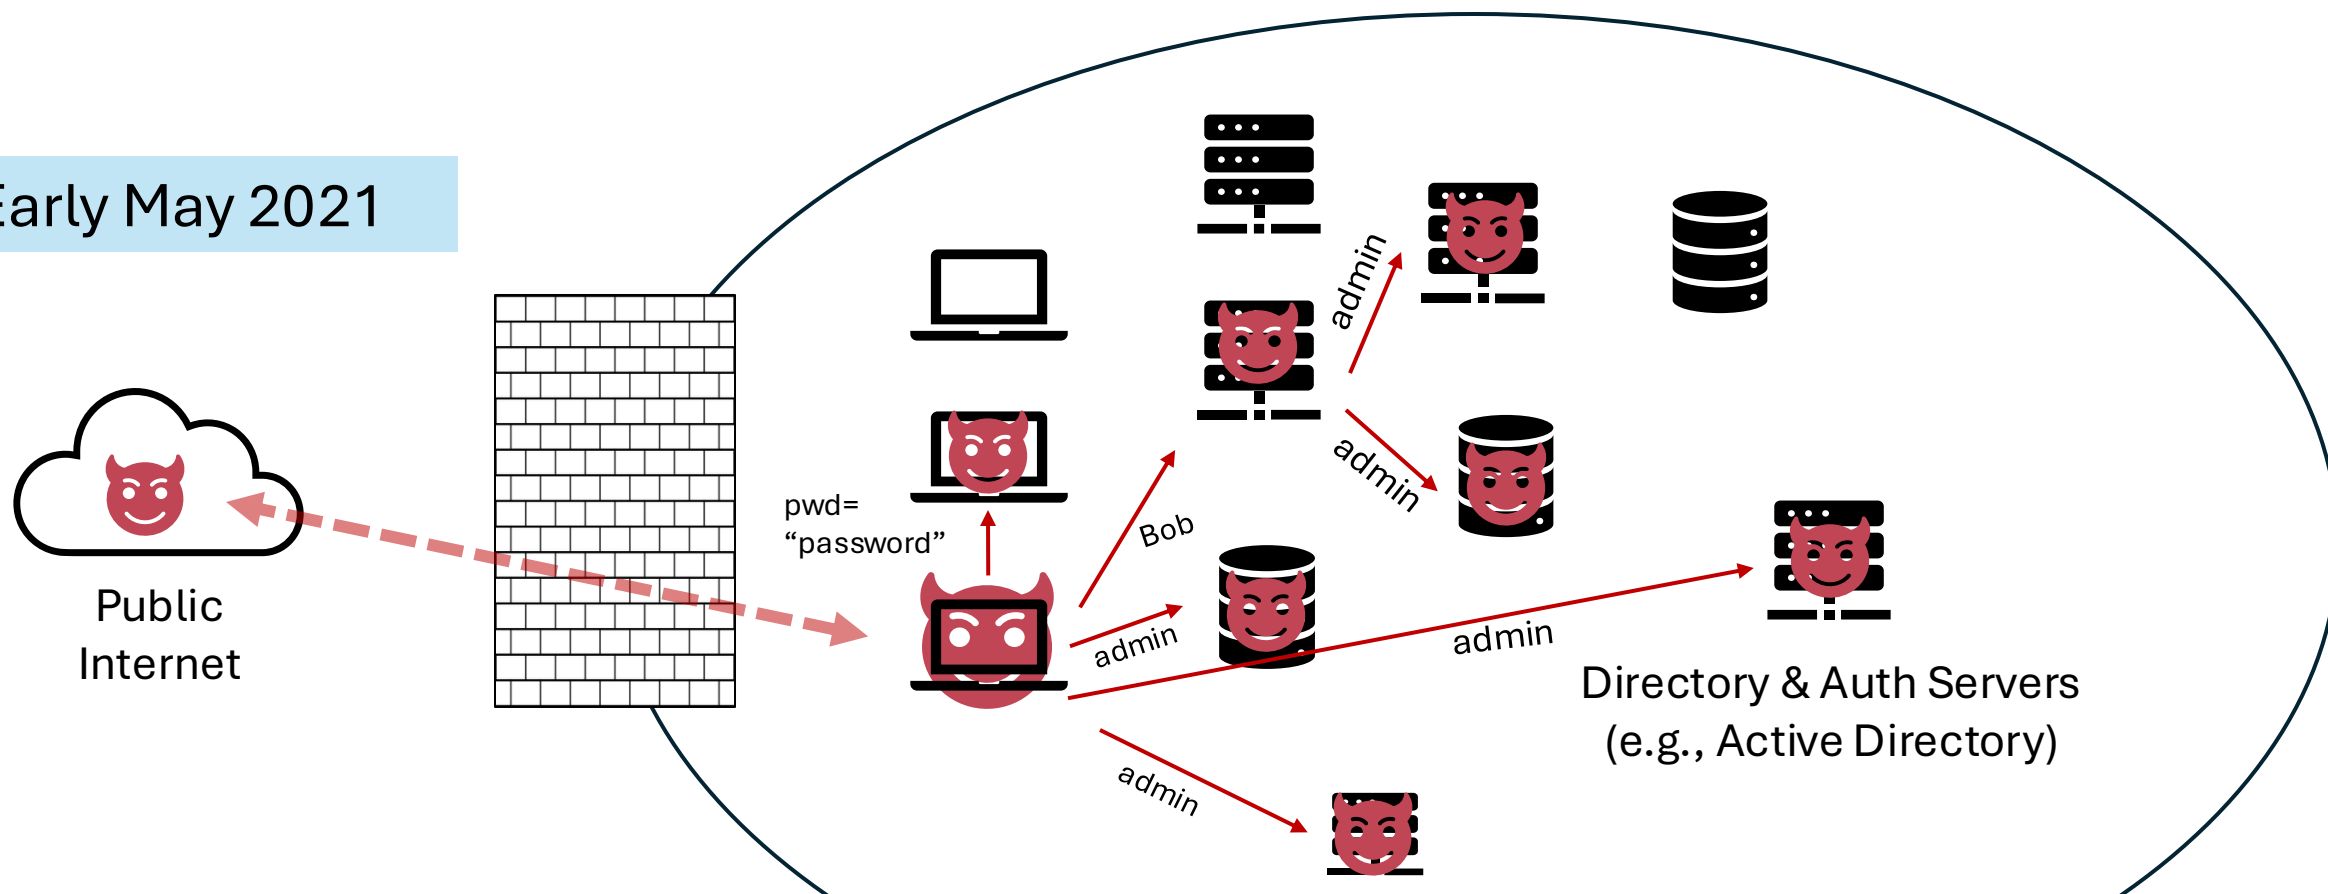 Early May 2021
admin
admin
pwd=
“password”
Bob
admin
admin
admin
Public
Internet
Directory & Auth Servers
(e.g., Active Directory)